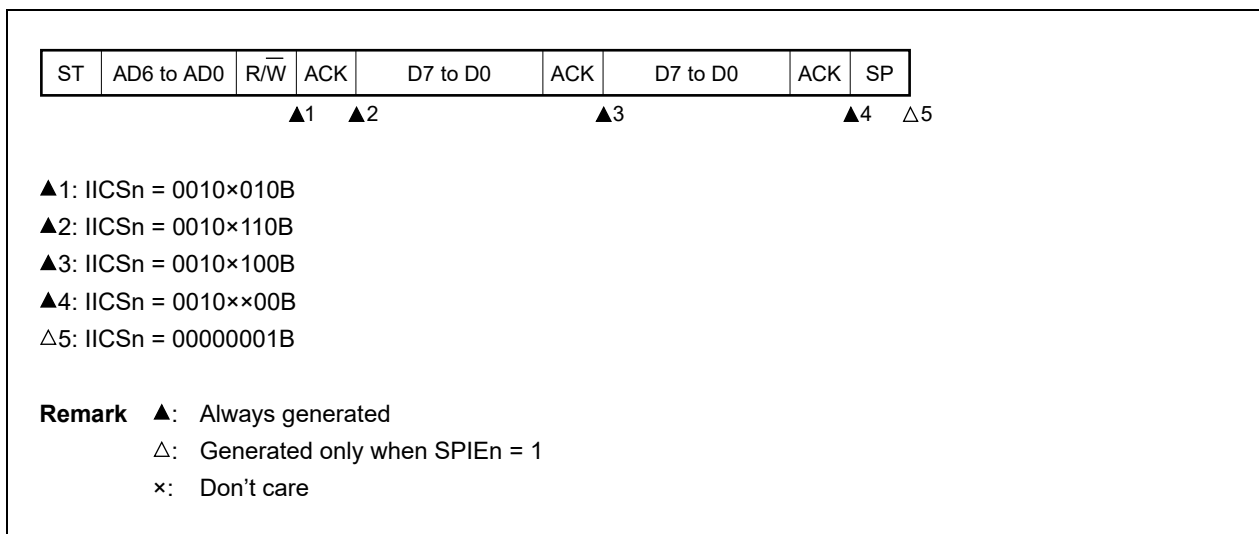 ST AD6 to AD0 R/W̅ ACK D7 to D0 ACK D7 to D0 ACK SP
▲1 ▲2 ▲3 ▲4 △5
▲1: IICSn = 0010×010B
▲2: IICSn = 0010×110B
▲3: IICSn = 0010×100B
▲4: IICSn = 0010××00B
△5: IICSn = 00000001B
Remark ▲: Always generated
△: Generated only when SPIEn = 1
×: Don’t care